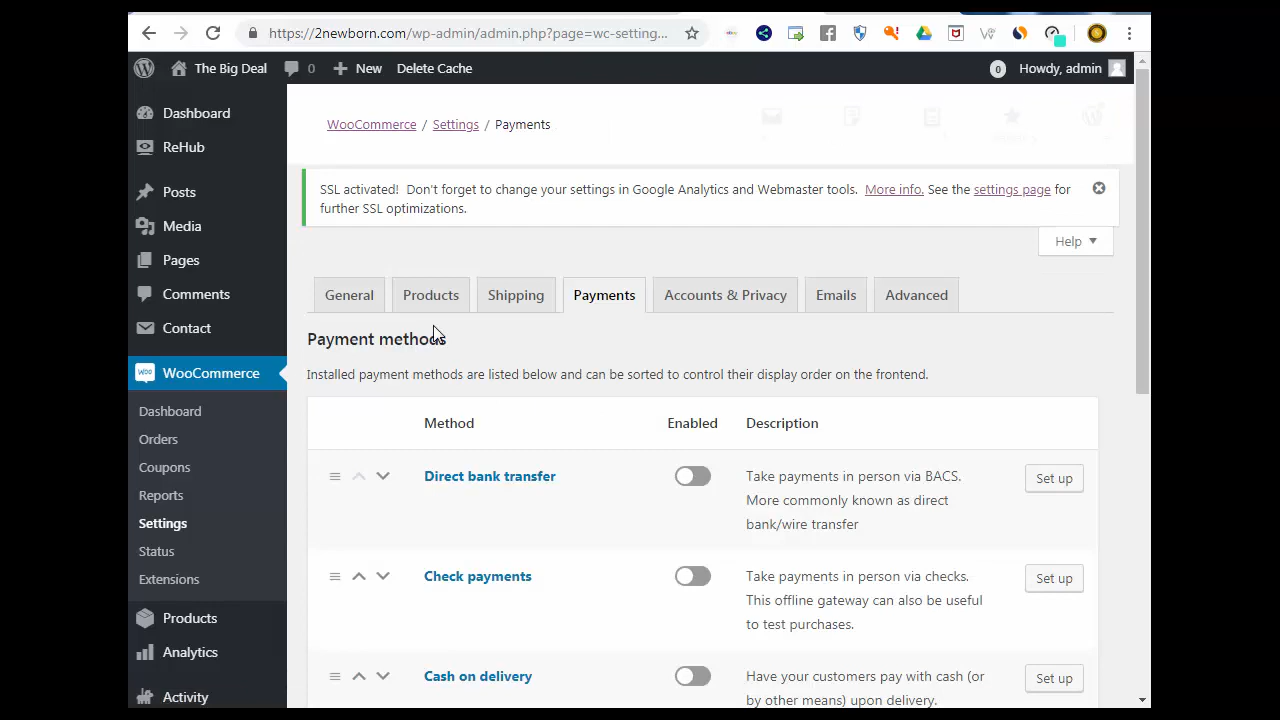 https://2newborn.com/wp-admin/admin.php?page=wc-setting...
The Big Deal
0
New
Delete Cache
0
Howdy, admin
Dashboard
ReHub
Posts
Media
Pages
Comments
Contact
WooCommerce
Dashboard
Orders
Coupons
Reports
Settings
Status
Extensions
Products
Analytics
Activity
WooCommerce / Settings / Payments
SSL activated!  Don't forget to change your settings in Google Analytics and Webmaster tools. More info. See the settings page for
further SSL optimizations.
Help
General
Products
Shipping
Payments
Accounts & Privacy
Emails
Advanced
Payment methods
Installed payment methods are listed below and can be sorted to control their display order on the frontend.
Method
Enabled
Description
Direct bank transfer
Take payments in person via BACS.
More commonly known as direct
bank/wire transfer
Set up
Check payments
Take payments in person via checks.
This offline gateway can also be useful
to test purchases.
Set up
Cash on delivery
Have your customers pay with cash (or
by other means) upon delivery.
Set up